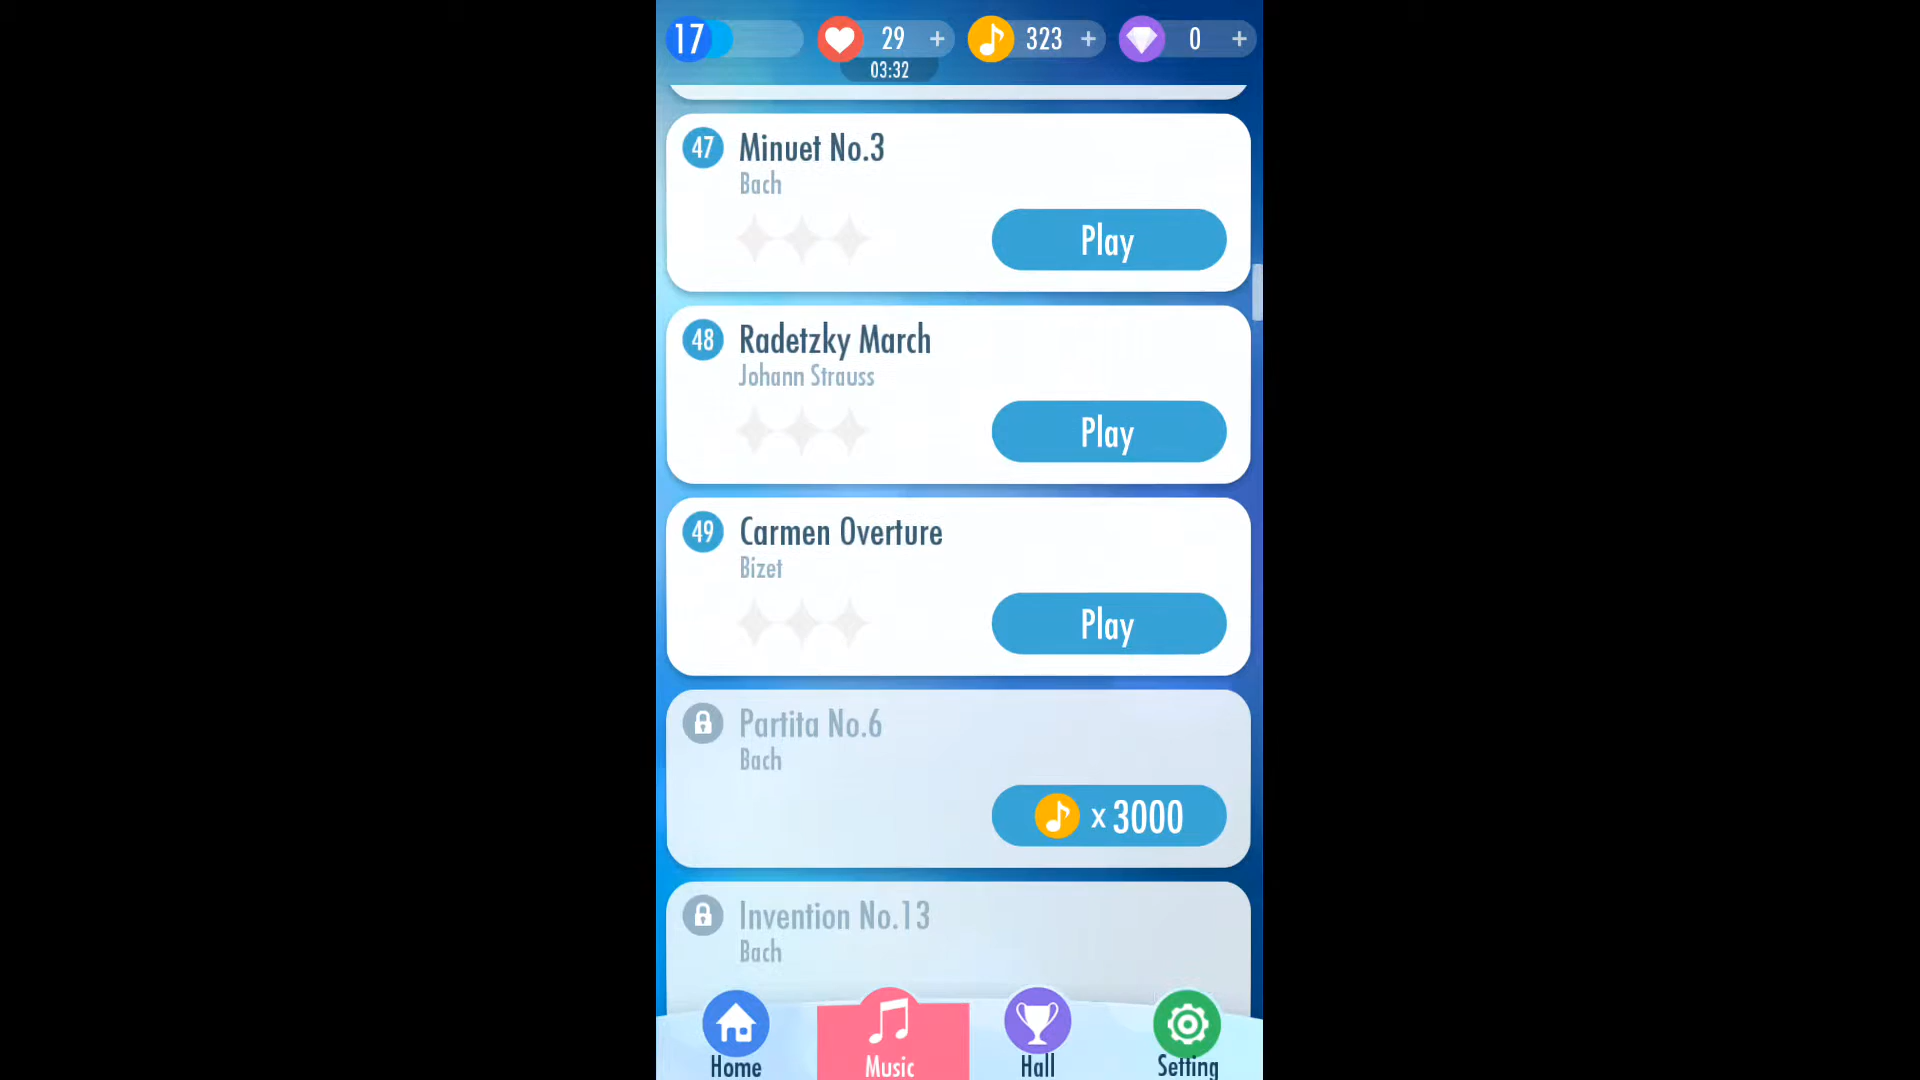 17 29 + 323 + 0 +
03:32
47 Minuet No.3
Bach
Play
48 Radetzky March
Johann Strauss
Play
49 Carmen Overture
Bizet
Play
Partita No.6
Bach
x 3000
Invention No.13
Bach
Home Music Hall Setting